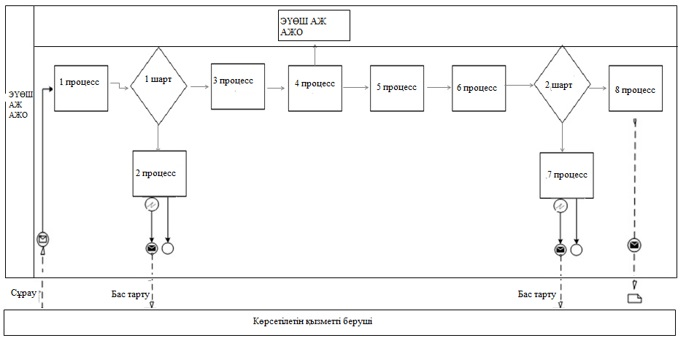 ЭҮӨШ АЖ
АЖО
ЭҮӨШ
АЖ
АЖО
1 процесс
1 шарт
3 процесс
4 процесс
5 процесс
6 процесс
2 шарт
8 процесс
2 процесс
7 процесс
Сұрау
Бас тарту
Бас тарту
Көрсетілетін қызметті беруші